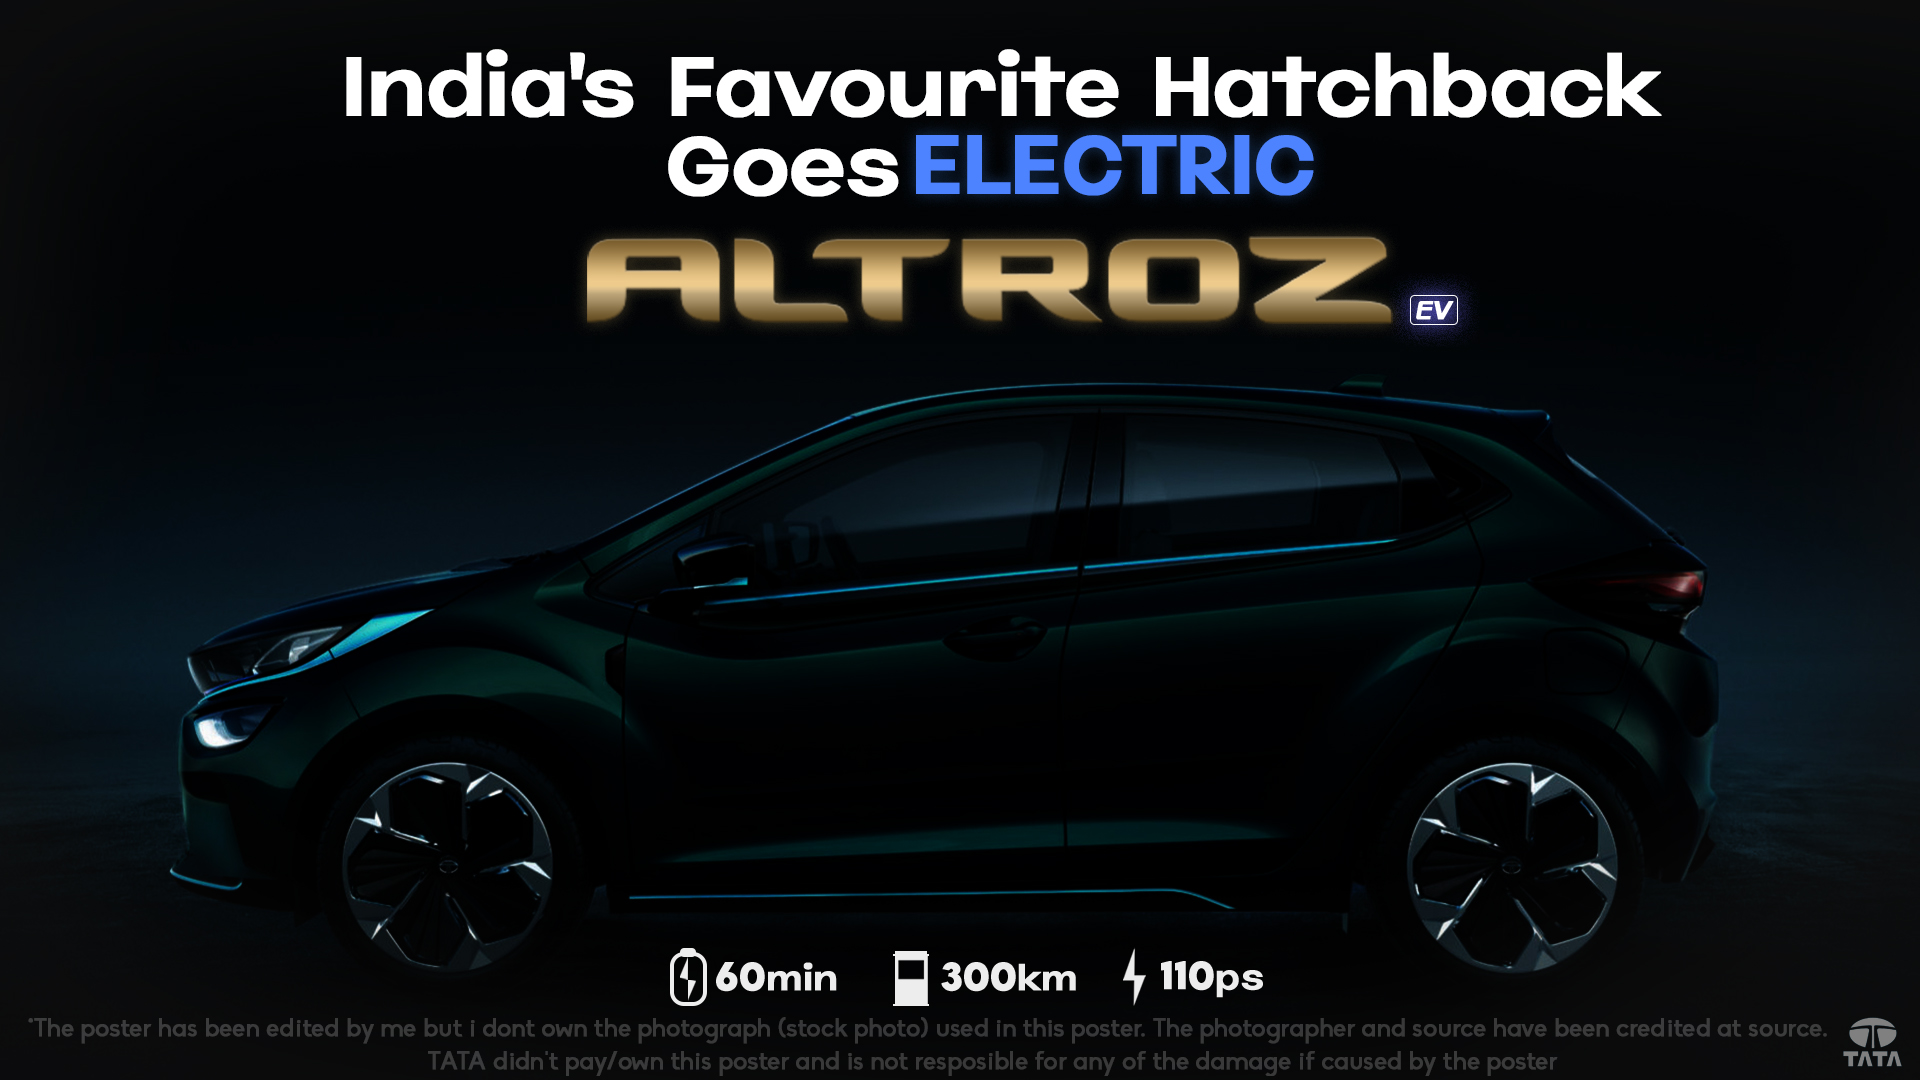 India's Favourite Hatchback
Goes ELECTRIC
ALTROZ EV
60min 300km 110ps
*The poster has been edited by me but i dont own the photograph (stock photo) used in this poster. The photographer and source have been credited at source.
TATA didn't pay/own this poster and is not resposible for any of the damage if caused by the poster
TATA